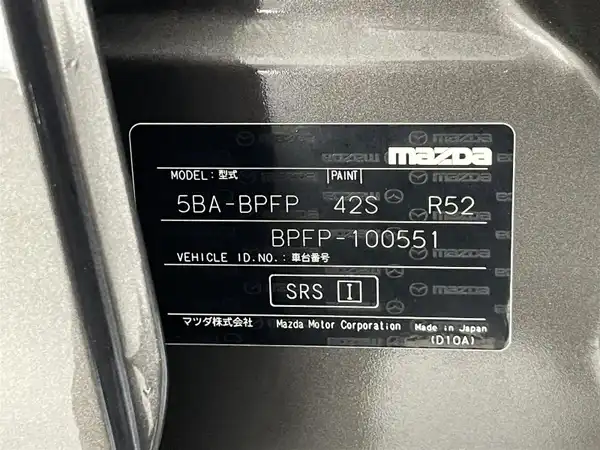 mazda
MODEL: 型式 PAINT
5BA-BPFP 42S R52
BPFP-100551
VEHICLE ID.NO.: 車台番号
SRS I
マツダ株式会社 Mazda Motor Corporation Made in Japan
(D10A)